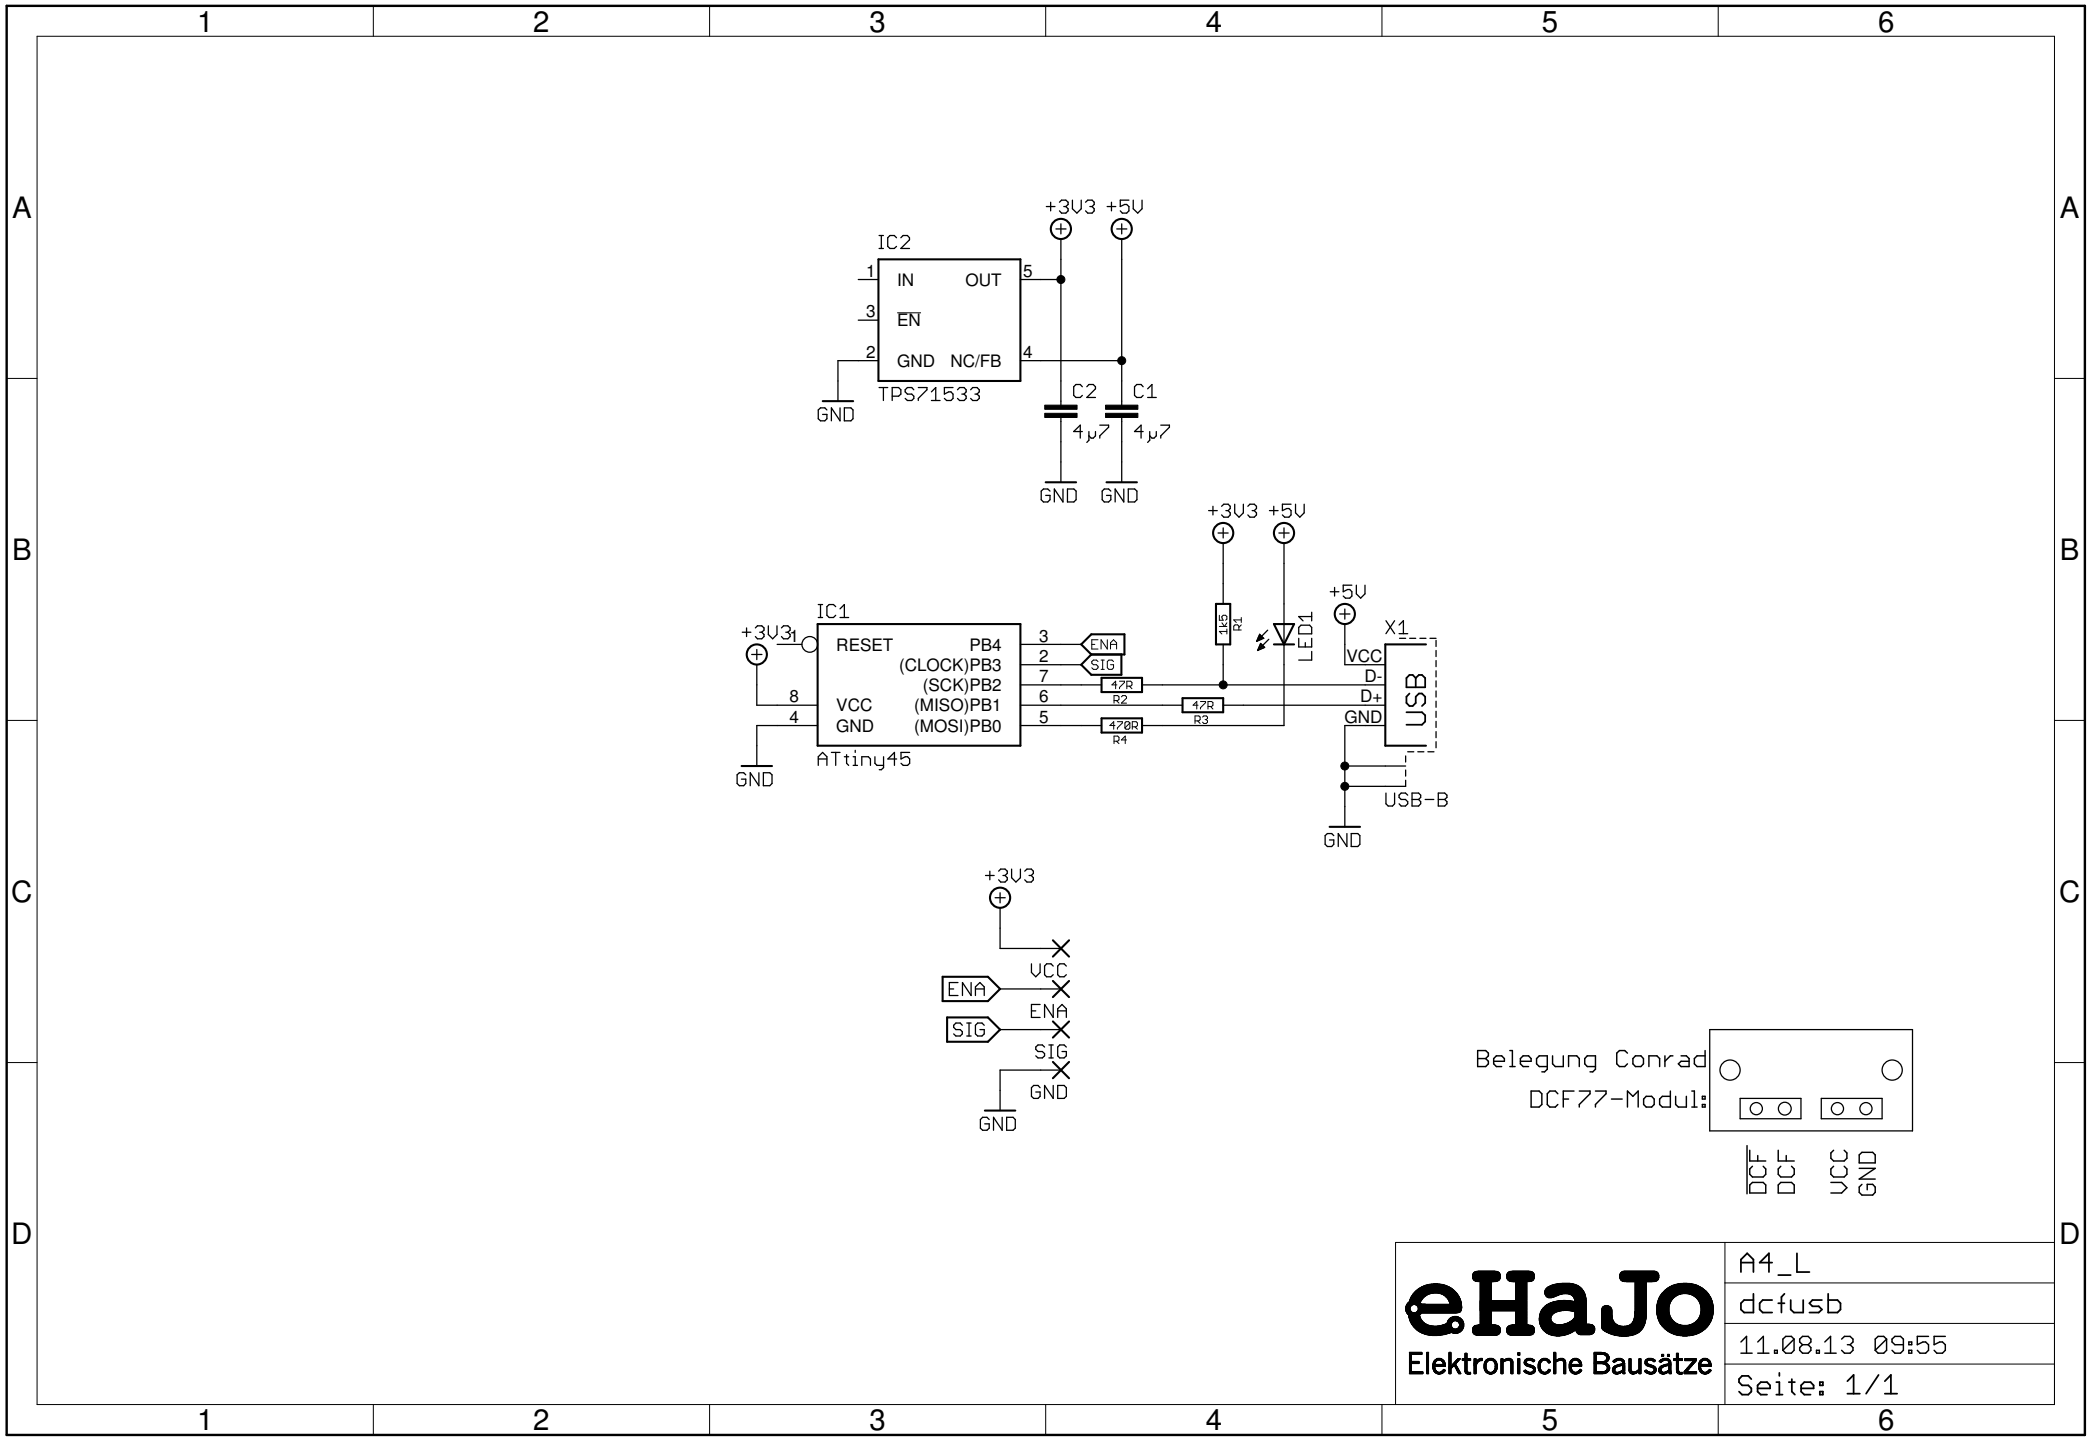 1 2 3 4 5 6
A A
+3V3 +5V
IC2
1 IN OUT 5
3 EN
2 GND NC/FB 4
TPS71533
GND
C2 C1
4µ7 4µ7
GND GND
+3V3 +5V
B B
+5V
IC1
+3V3
1 RESET PB4 3 ENA
(CLOCK)PB3 2 SIG
(SCK)PB2 7 47R
R2
8 VCC (MISO)PB1 6 47R
R3
4 GND (MOSI)PB0 5 470R
R4
ATtiny45
GND
1k5
R1
LED1
X1
VCC
D-
D+
GND
USB
USB-B
GND
+3V3
C C
VCC
ENA
ENA
SIG
SIG
GND
GND
Belegung Conrad
DCF77-Modul:
DCF
DCF
VCC
GND
D D
eHaJo
Elektronische Bausätze
A4_L
dcfusb
11.08.13 09:55
Seite: 1/1
1 2 3 4 5 6